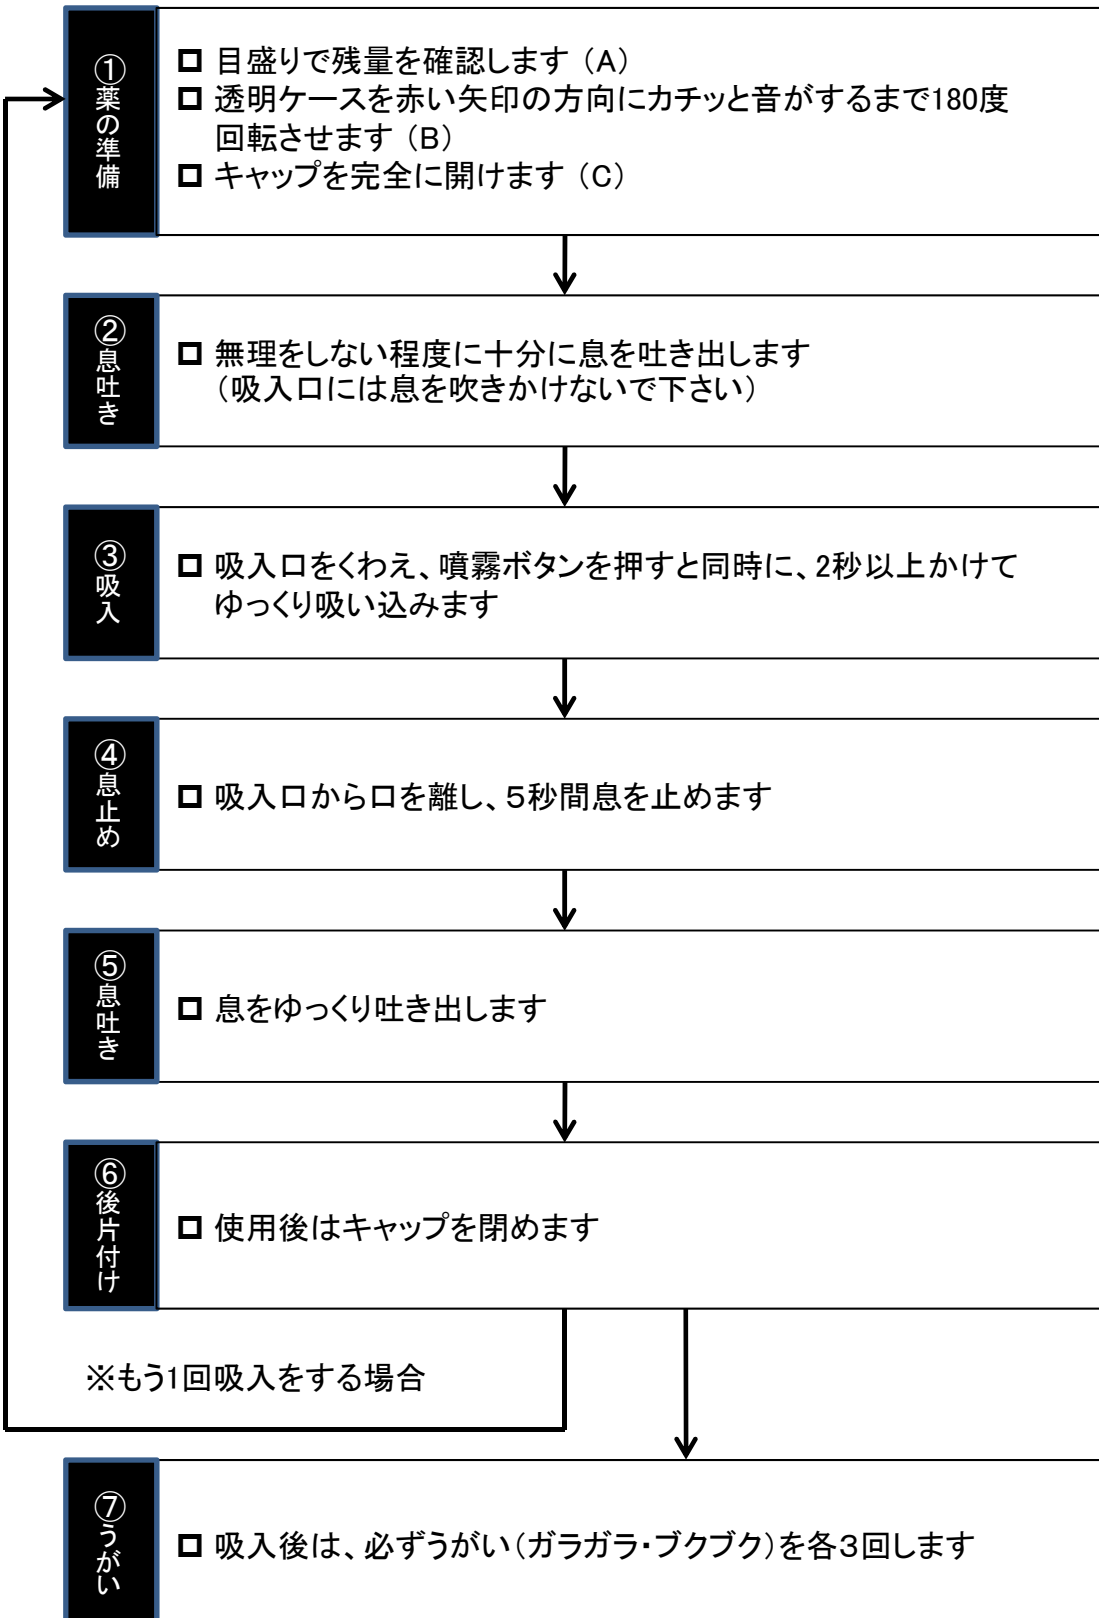 ①薬の準備
目盛りで残量を確認します（A）
透明ケースを赤い矢印の方向にカチッと音がするまで180度
回転させます（B）
キャップを完全に開けます（C）
②息吐き
無理をしない程度に十分に息を吐き出します
（吸入口には息を吹きかけないで下さい）
③吸入
吸入口をくわえ、噴霧ボタンを押すと同時に、2秒以上かけて
ゆっくり吸い込みます
④息止め
吸入口から口を離し、５秒間息を止めます
⑤息吐き
息をゆっくり吐き出します
⑥後片付け
使用後はキャップを閉めます
※もう1回吸入をする場合
⑦うがい
吸入後は、必ずうがい（ガラガラ・ブクブク）を各３回します